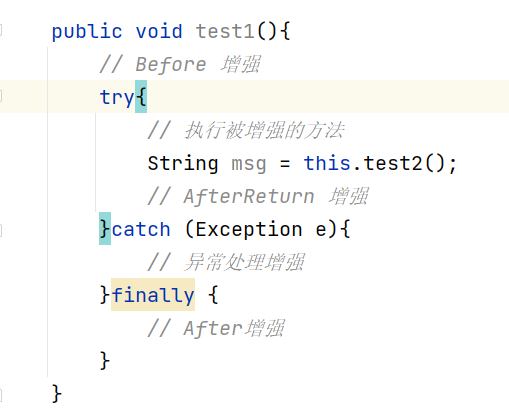 public void test1(){
// Before 增强
try{
// 执行被增强的方法
String msg = this.test2();
// AfterReturn 增强
}catch (Exception e){
// 异常处理增强
}finally {
// After增强
}
}